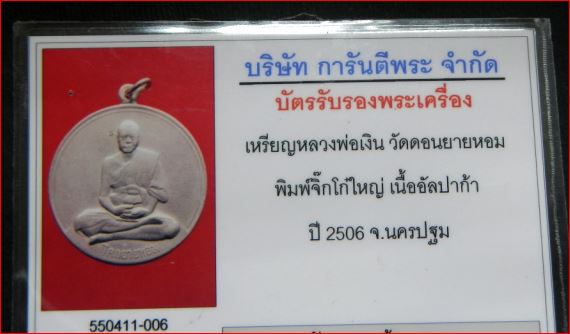 บริษัท การันตีพระ จำกัด
บัตรรับรองพระเครื่อง
เหรียญหลวงพ่อเงิน วัดดอนยายหอม
พิมพ์จิ๊กโก๋ใหญ่ เนื้ออัลปาก้า
ปี 2506 จ.นครปฐม
550411-006